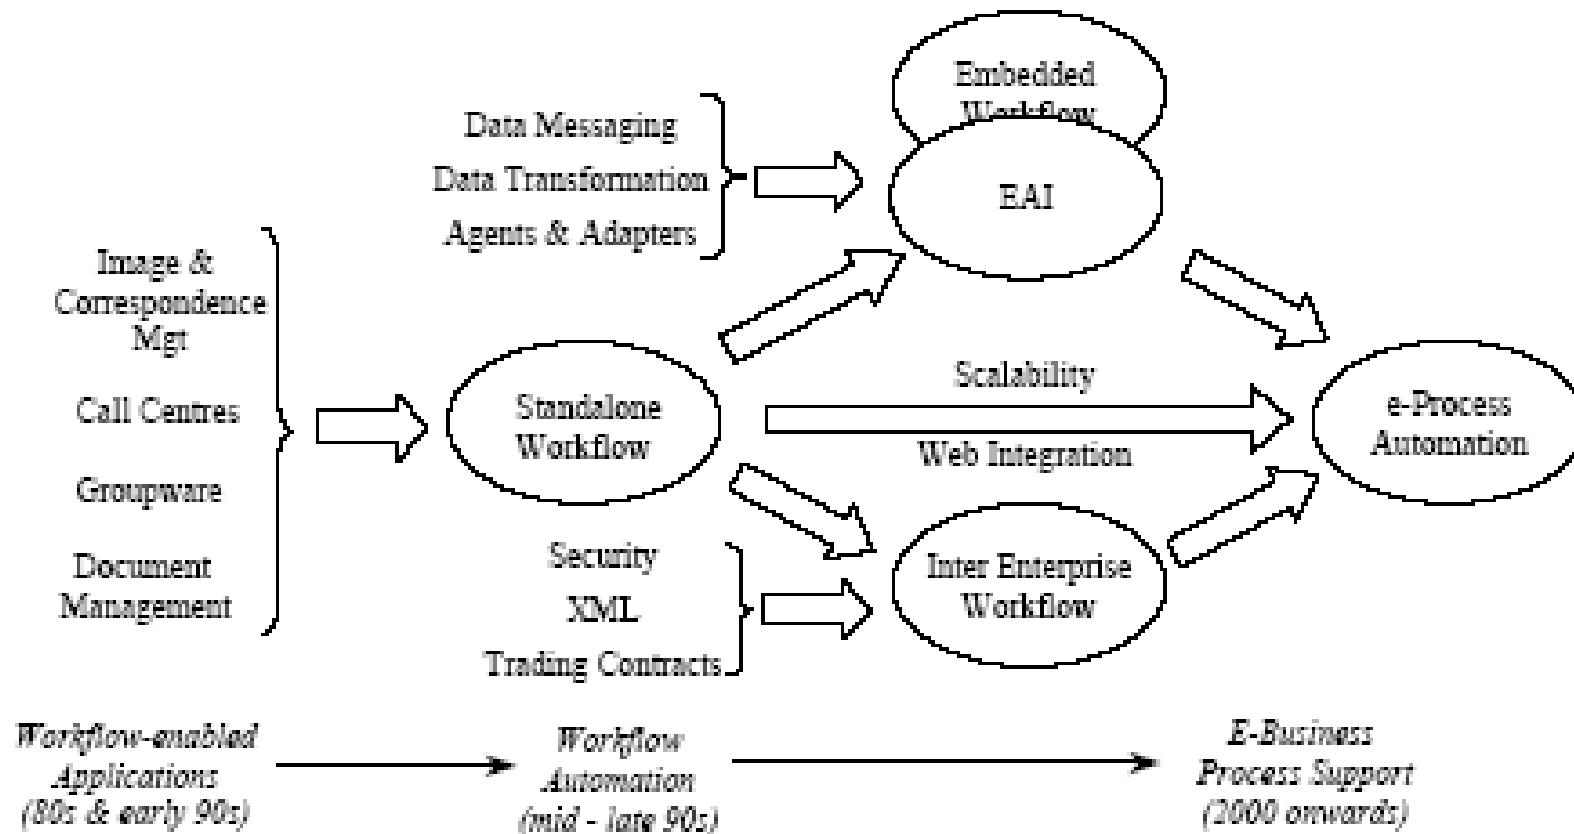 Embedded
Workflow
EAI
Data Messaging
Data Transformation
Agents & Adapters
Image &
Correspondence
Mgt
Call Centres
Groupware
Document
Management
Standalone
Workflow
Scalability
Web Integration
e-Process
Automation
Security
XML
Trading Contracts
Inter Enterprise
Workflow
Workflow-enabled
Applications
(80s & early 90s)
Workflow
Automation
(mid - late 90s)
E-Business
Process Support
(2000 onwards)